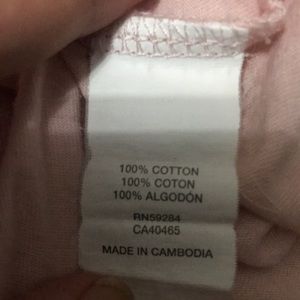 100% COTTON
100% COTON
100% ALGODÓN
RN59284
CA40465
MADE IN CAMBODIA